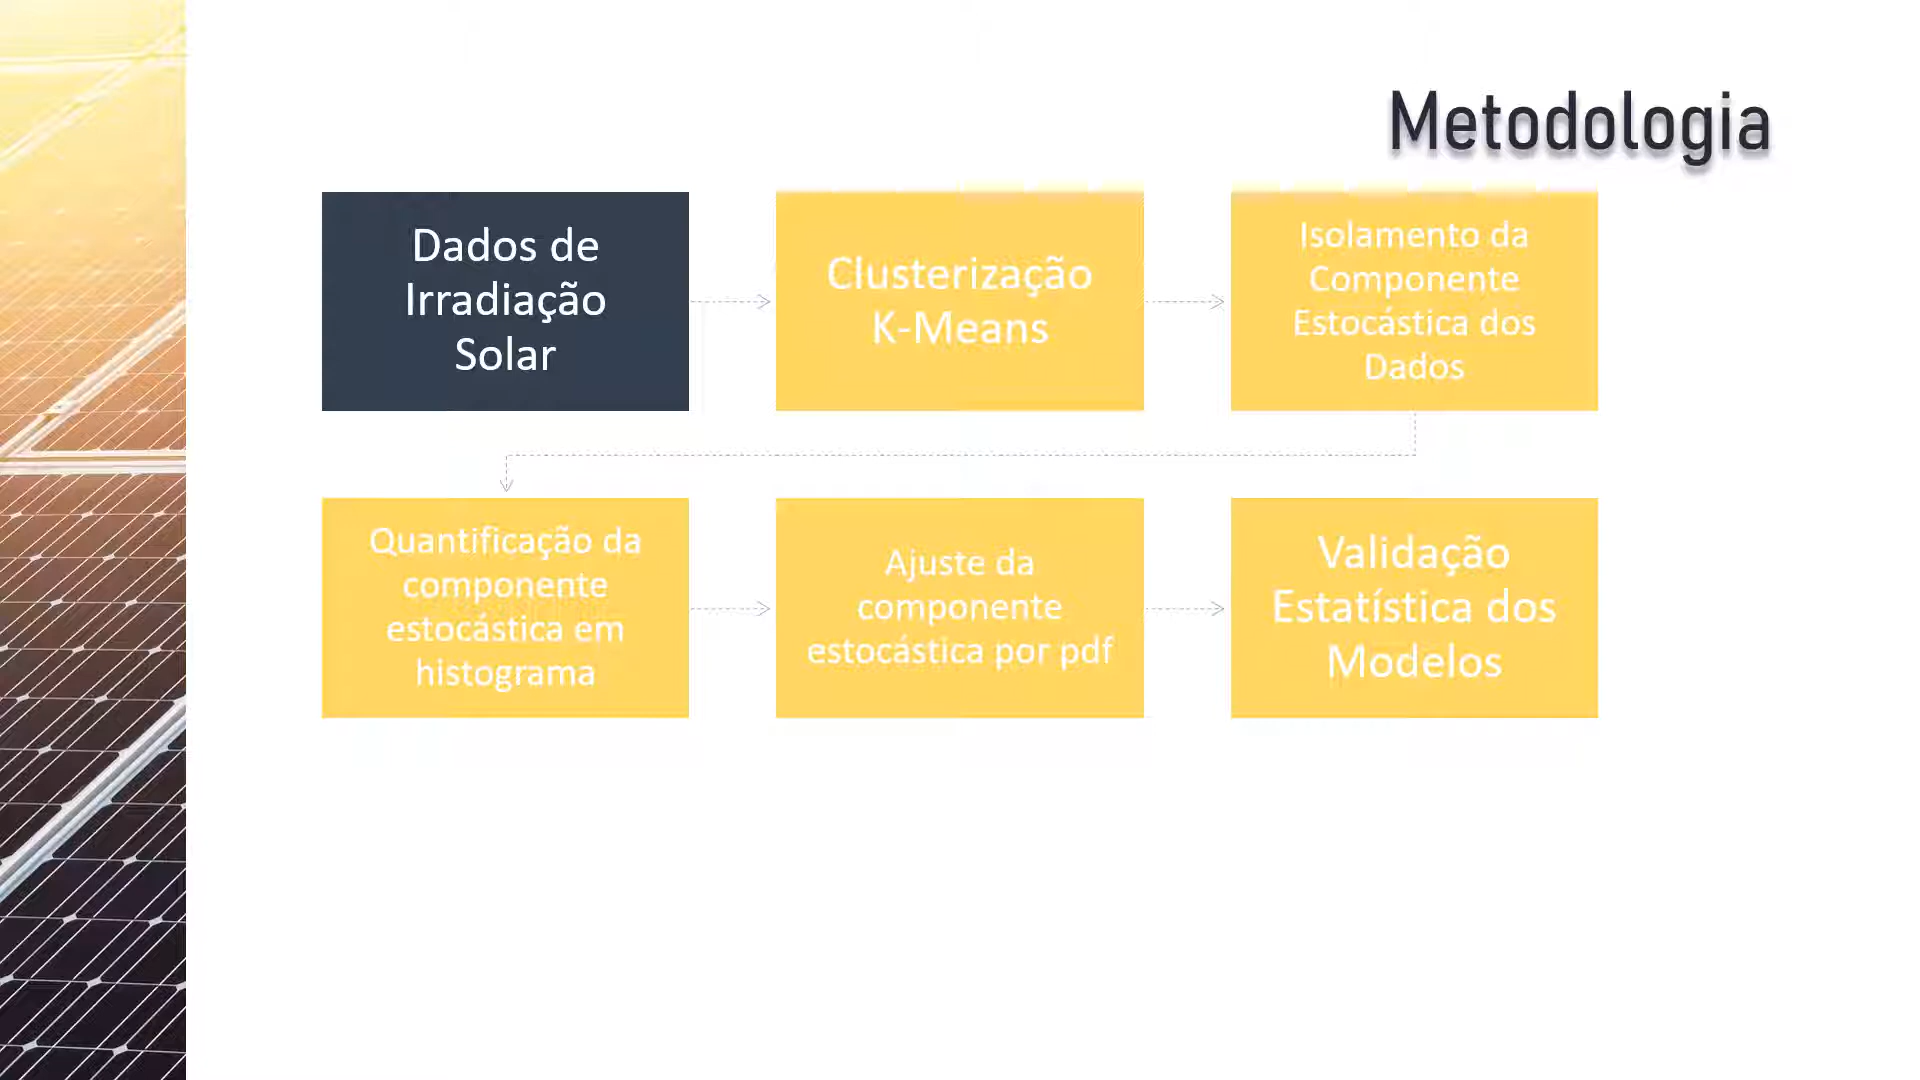 Metodologia
Dados de
Irradiação
Solar
Clusterização
K-Means
Isolamento da
Componente
Estocástica dos
Dados
Quantificação da
componente
estocástica em
histograma
Ajuste da
componente
estocástica por pdf
Validação
Estatística dos
Modelos